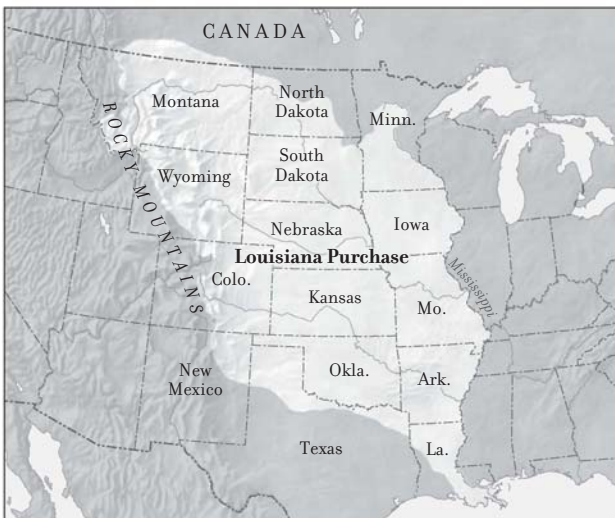 CANADA
ROCKY MOUNTAINS
Montana
North
Dakota
Minn.
South
Dakota
Wyoming
Nebraska
Iowa
Louisiana Purchase
Colo.
Mississippi
Kansas
Mo.
New
Mexico
Okla.
Ark.
Texas
La.